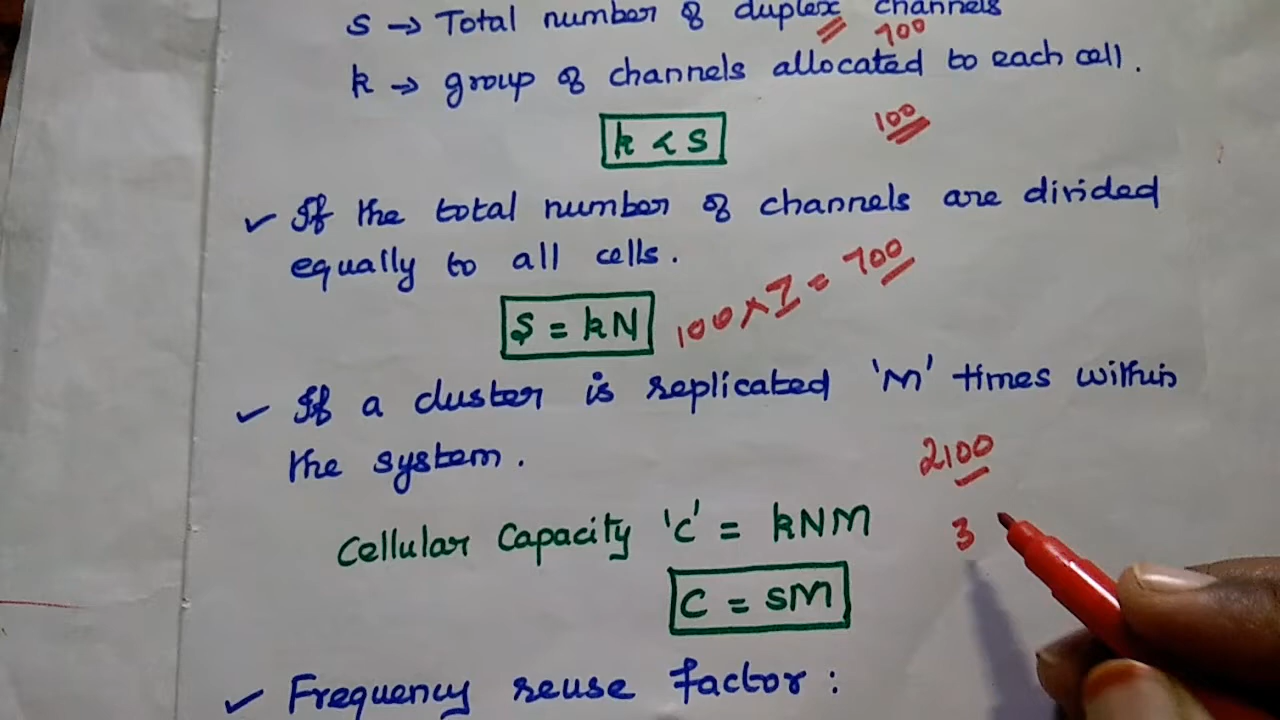 S → Total number of duplex channels
700
k → group of channels allocated to each cell.
100
k < S
✓ If the total number of channels are divided
equally to all cells.
S = kN 100 x 7 = 700
✓ If a cluster is replicated 'M' times within
the system.
2100
Cellular Capacity 'C' = kNM 3
C = SM
✓ Frequency reuse factor :